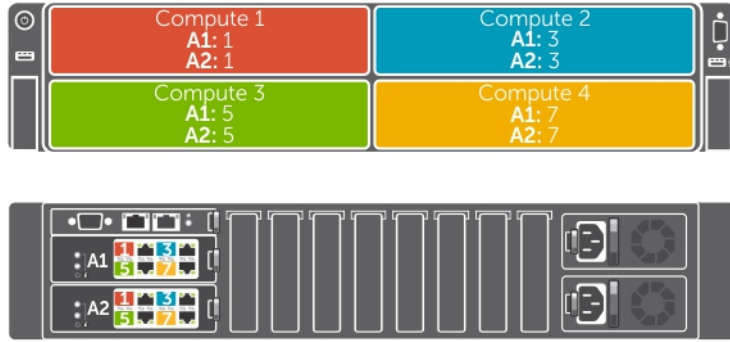 Compute 1
A1: 1
A2: 1
Compute 2
A1: 3
A2: 3
Compute 3
A1: 5
A2: 5
Compute 4
A1: 7
A2: 7
A1 1 3
5 7
A2 1 3
5 7